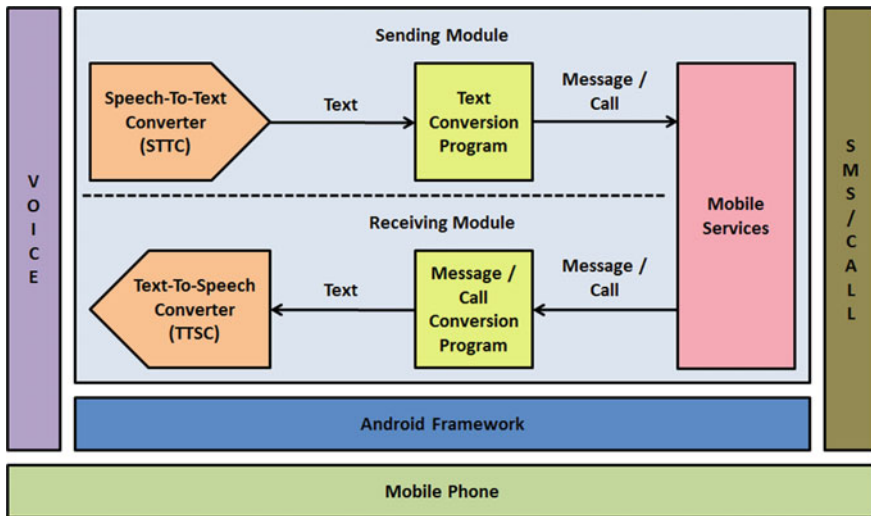 Sending Module
Speech-To-Text
Converter
(STTC)
Text
Text
Conversion
Program
Message /
Call
Mobile
Services
Receiving Module
Text-To-Speech
Converter
(TTSC)
Text
Message /
Call
Conversion
Program
Message /
Call
V
O
I
C
E
S
M
S
/
C
A
L
L
Android Framework
Mobile Phone